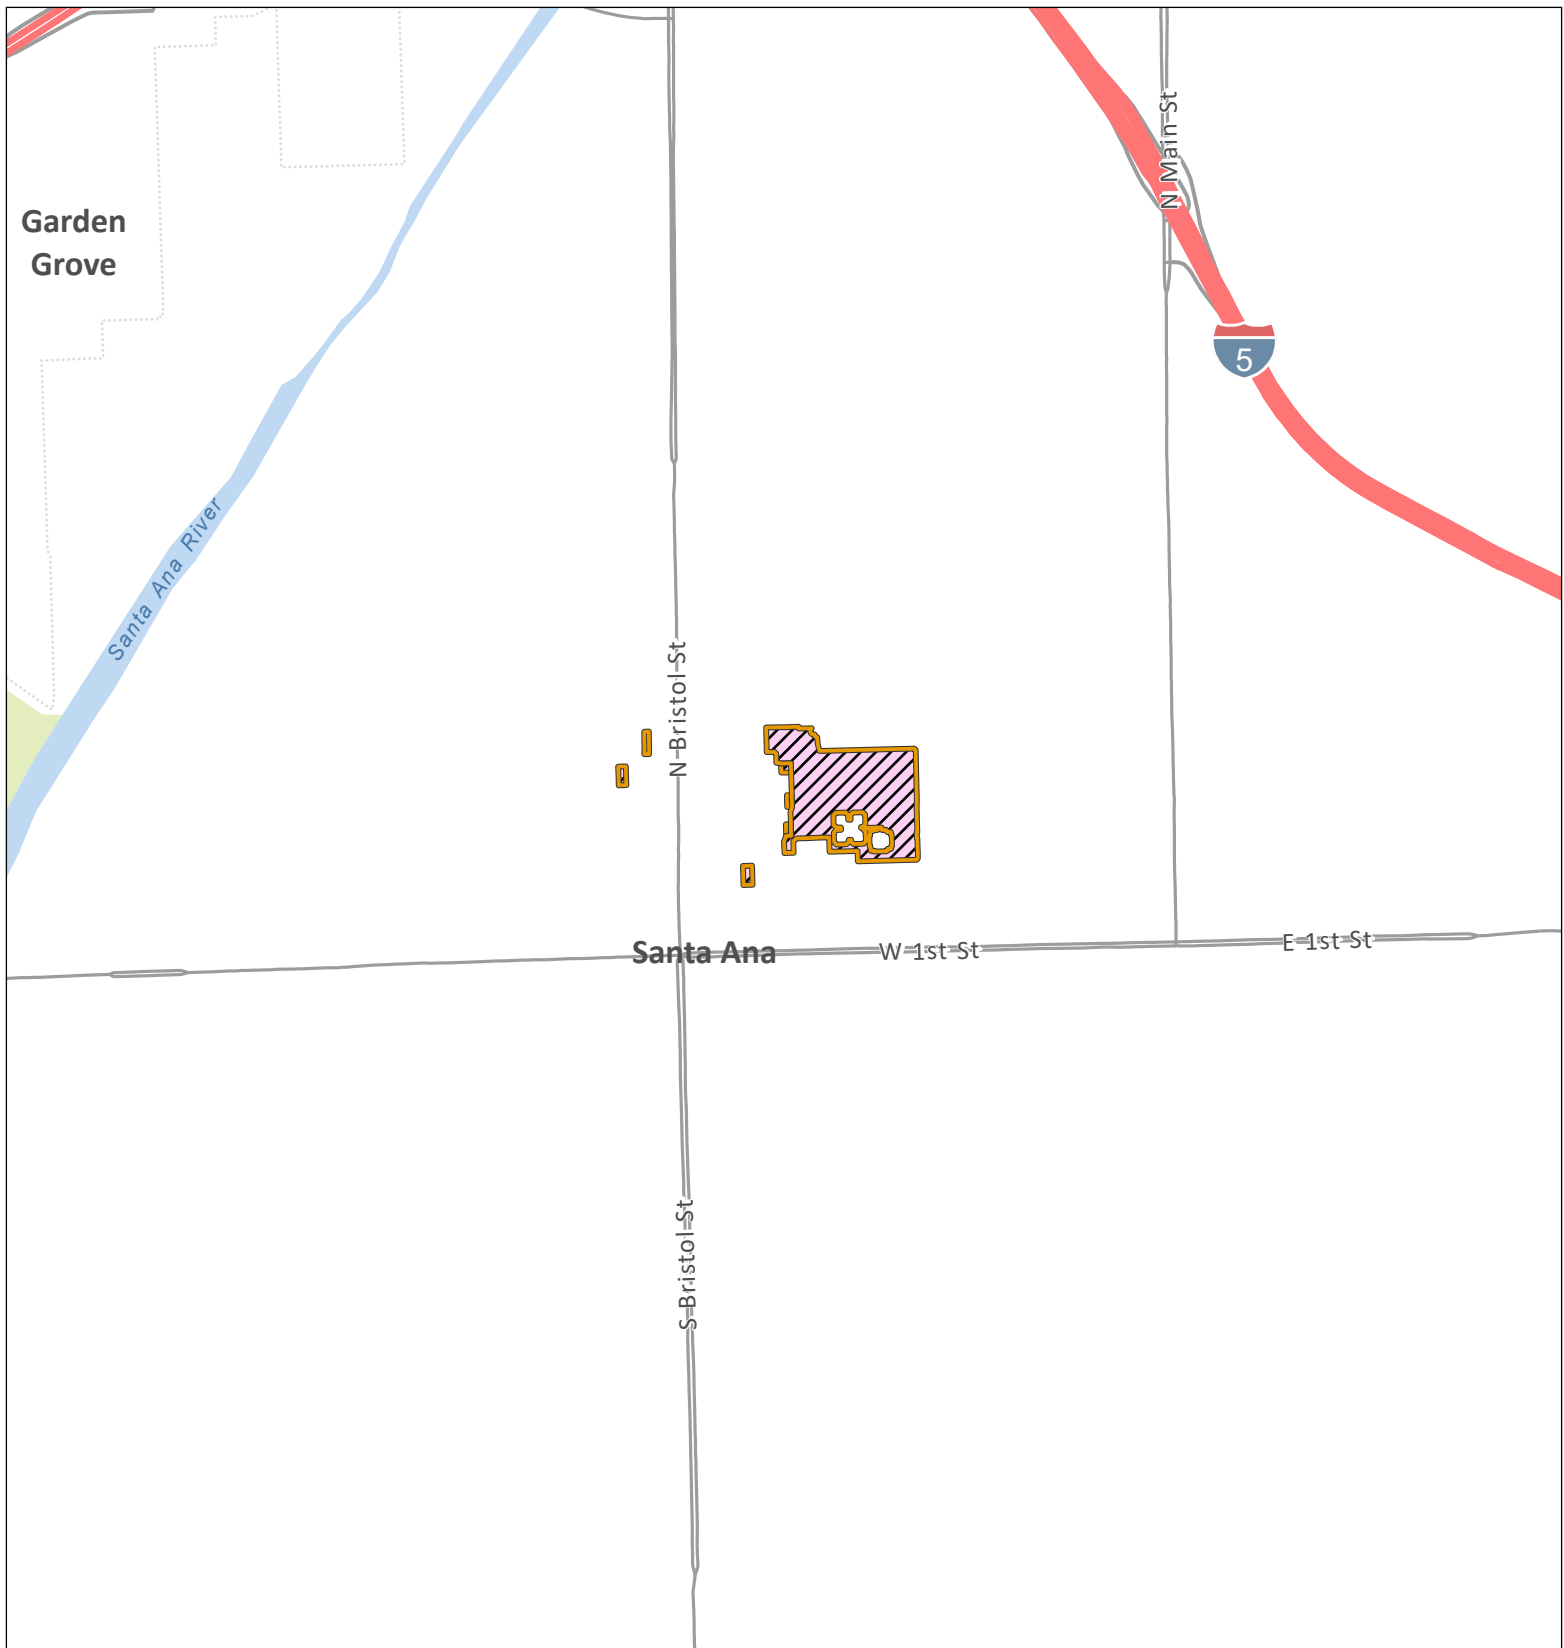 N Main St
Garden
Grove
5
Santa Ana River
N Bristol St
Santa Ana
W 1st St
E 1st St
S Bristol St